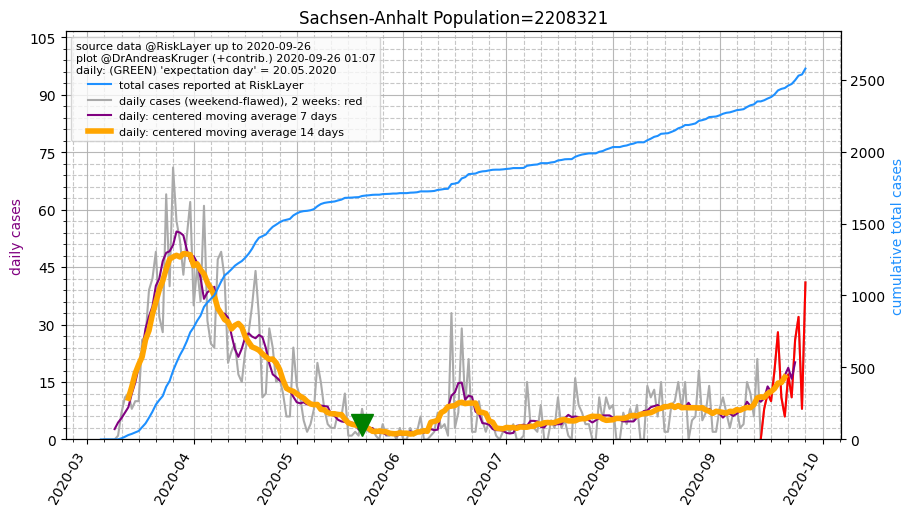 Sachsen-Anhalt Population=2208321
source data @RiskLayer up to 2020-09-26
plot @DrAndreasKruger (+contrib.) 2020-09-26 01:07
daily: (GREEN) 'expectation day' = 20.05.2020
total cases reported at RiskLayer
daily cases (weekend-flawed), 2 weeks: red
daily: centered moving average 7 days
daily: centered moving average 14 days
daily cases
105
90
75
60
45
30
15
0
2500
2000
1500
1000
500
0
cumulative total cases
2020-03
2020-04
2020-05
2020-06
2020-07
2020-08
2020-09
2020-10